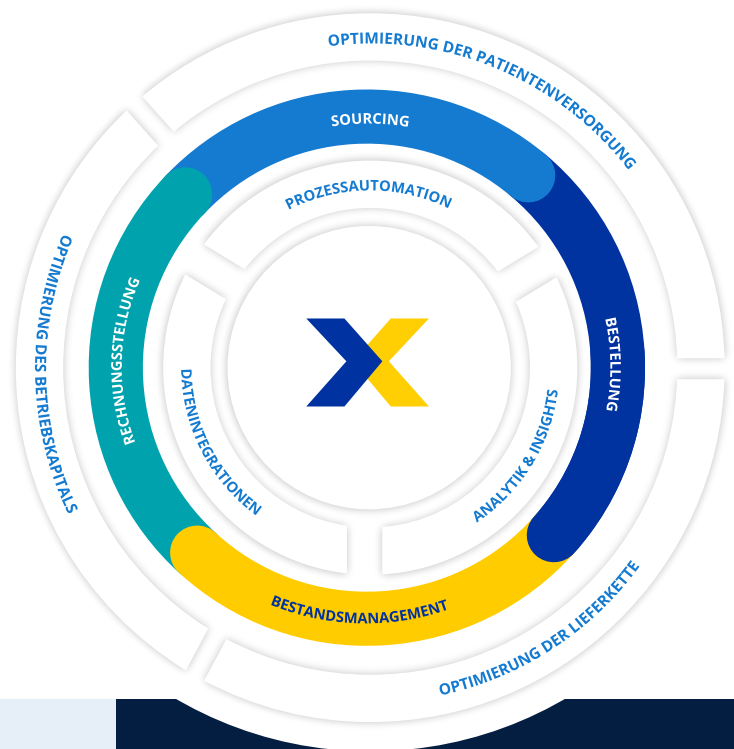 OPTIMIERUNG DER PATIENTENVERSORGUNG
SOURCING
PROZESSAUTOMATION
OPTIMIERUNG DES BETRIEBSKAPITALS
RECHNUNGSSTELLUNG
DATENINTEGRATIONEN
ANALYTIK & INSIGHTS
BESTELLUNG
BESTANDSMANAGEMENT
OPTIMIERUNG DER LIEFERKETTE